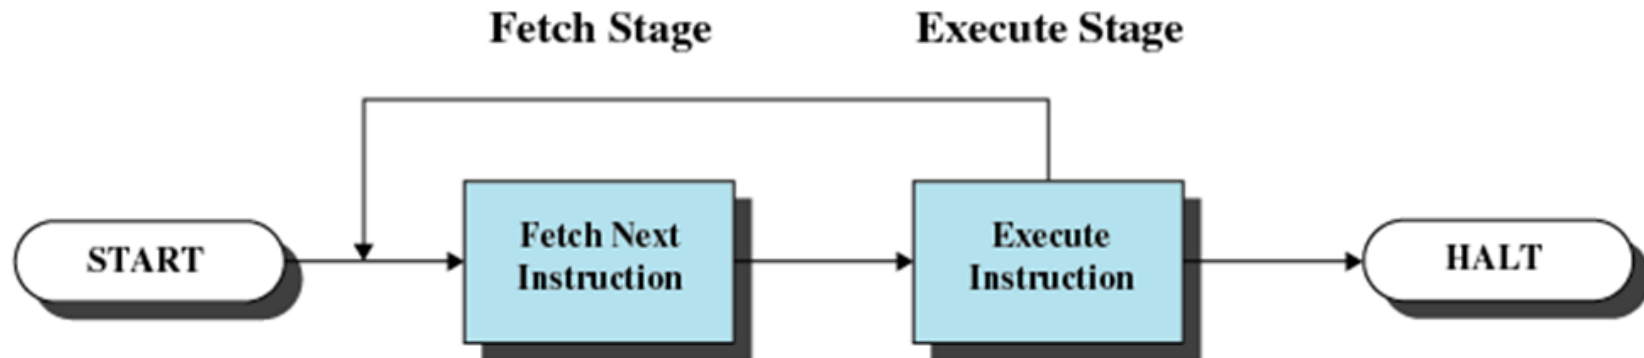 Fetch Stage
Execute Stage
START
Fetch Next
Instruction
Execute
Instruction
HALT